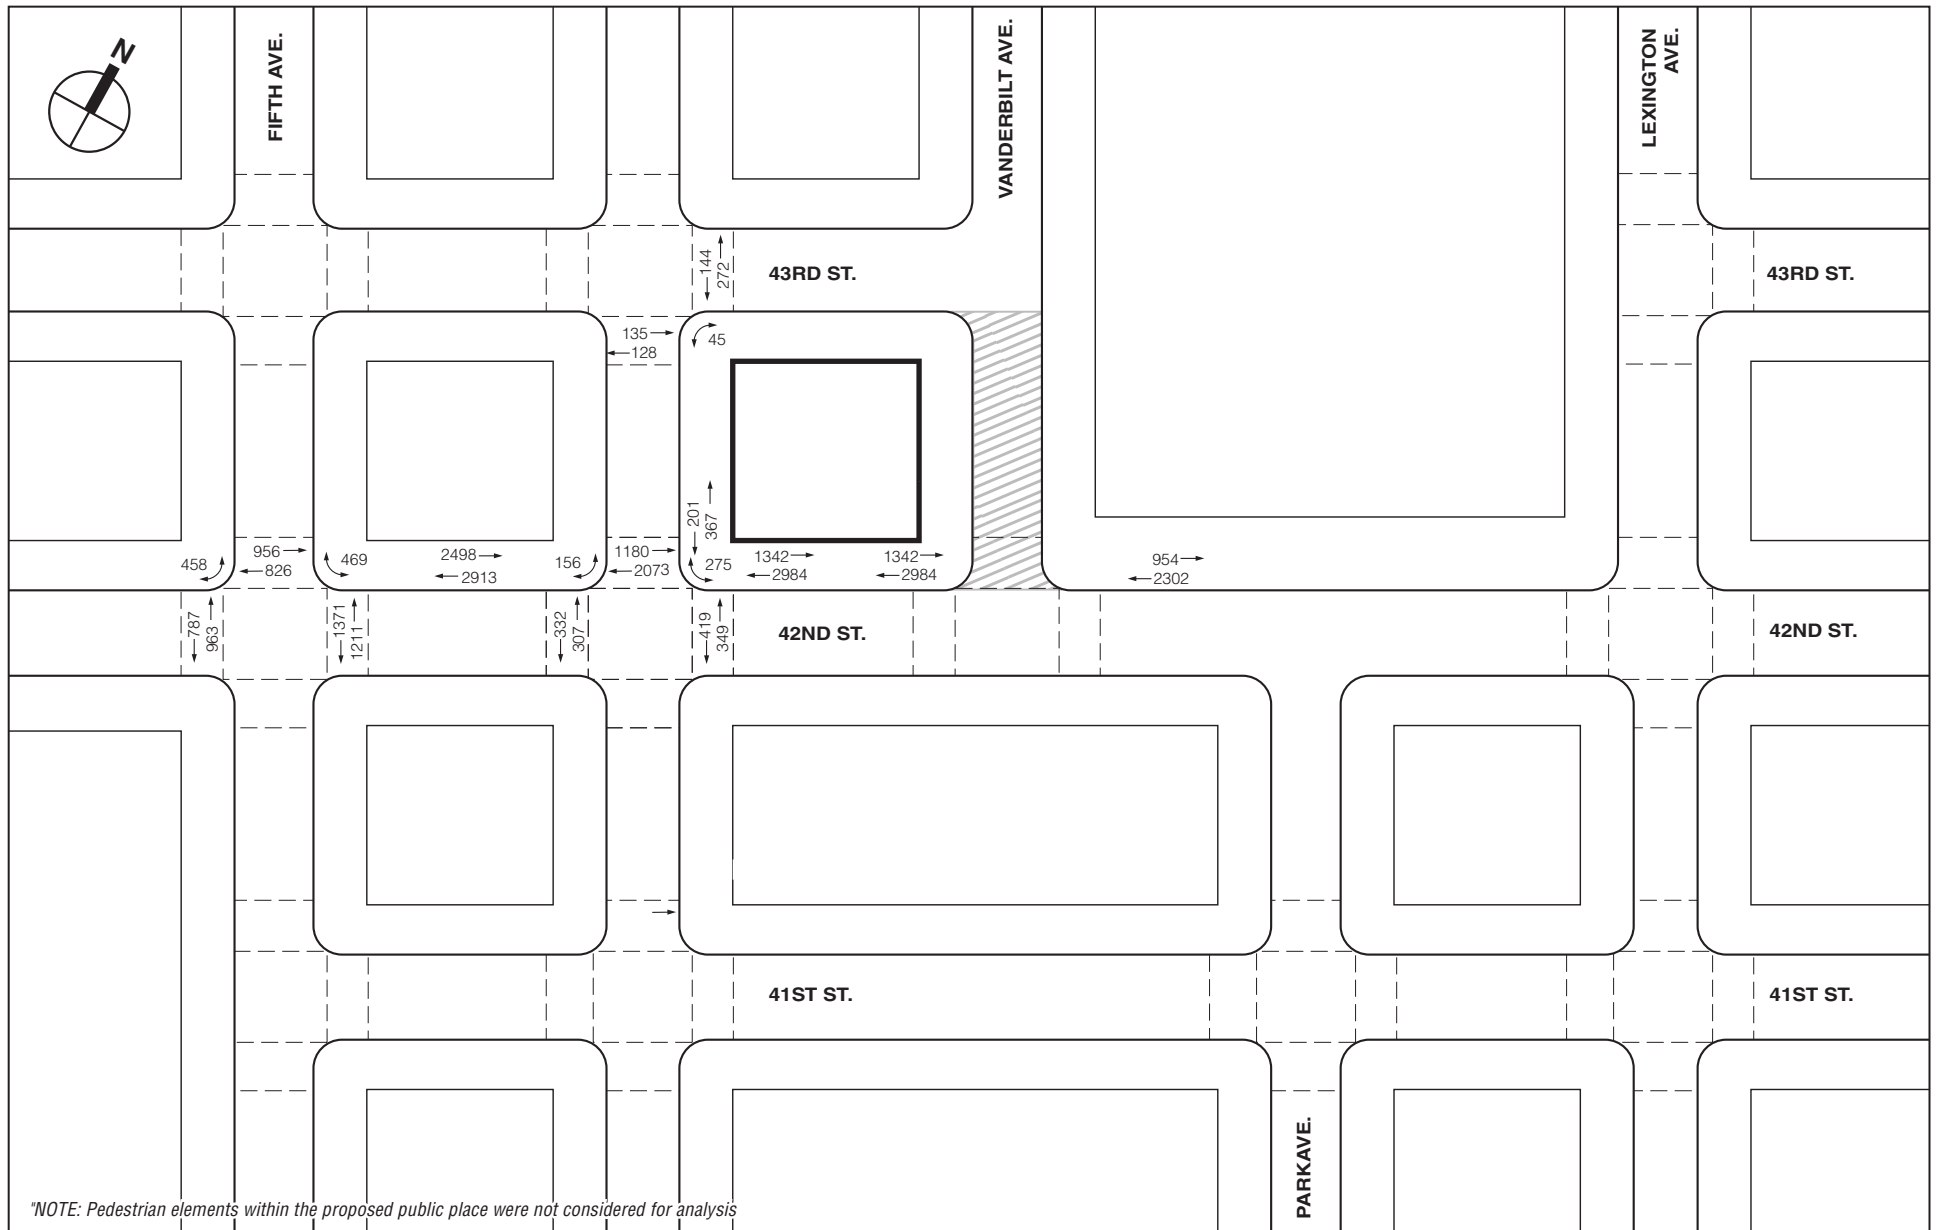 N
FIFTH AVE.
VANDERBILT AVE.
LEXINGTON
AVE.
144
272
43RD ST.
43RD ST.
135
128
45
201
367
458
956
826
469
2498
2913
156
1180
2073
275
1342
2984
1342
2984
954
2302
787
963
1371
1211
332
307
419
349
42ND ST.
42ND ST.
41ST ST.
41ST ST.
PARKAVE.
"NOTE: Pedestrian elements within the proposed public place were not considered for analysis